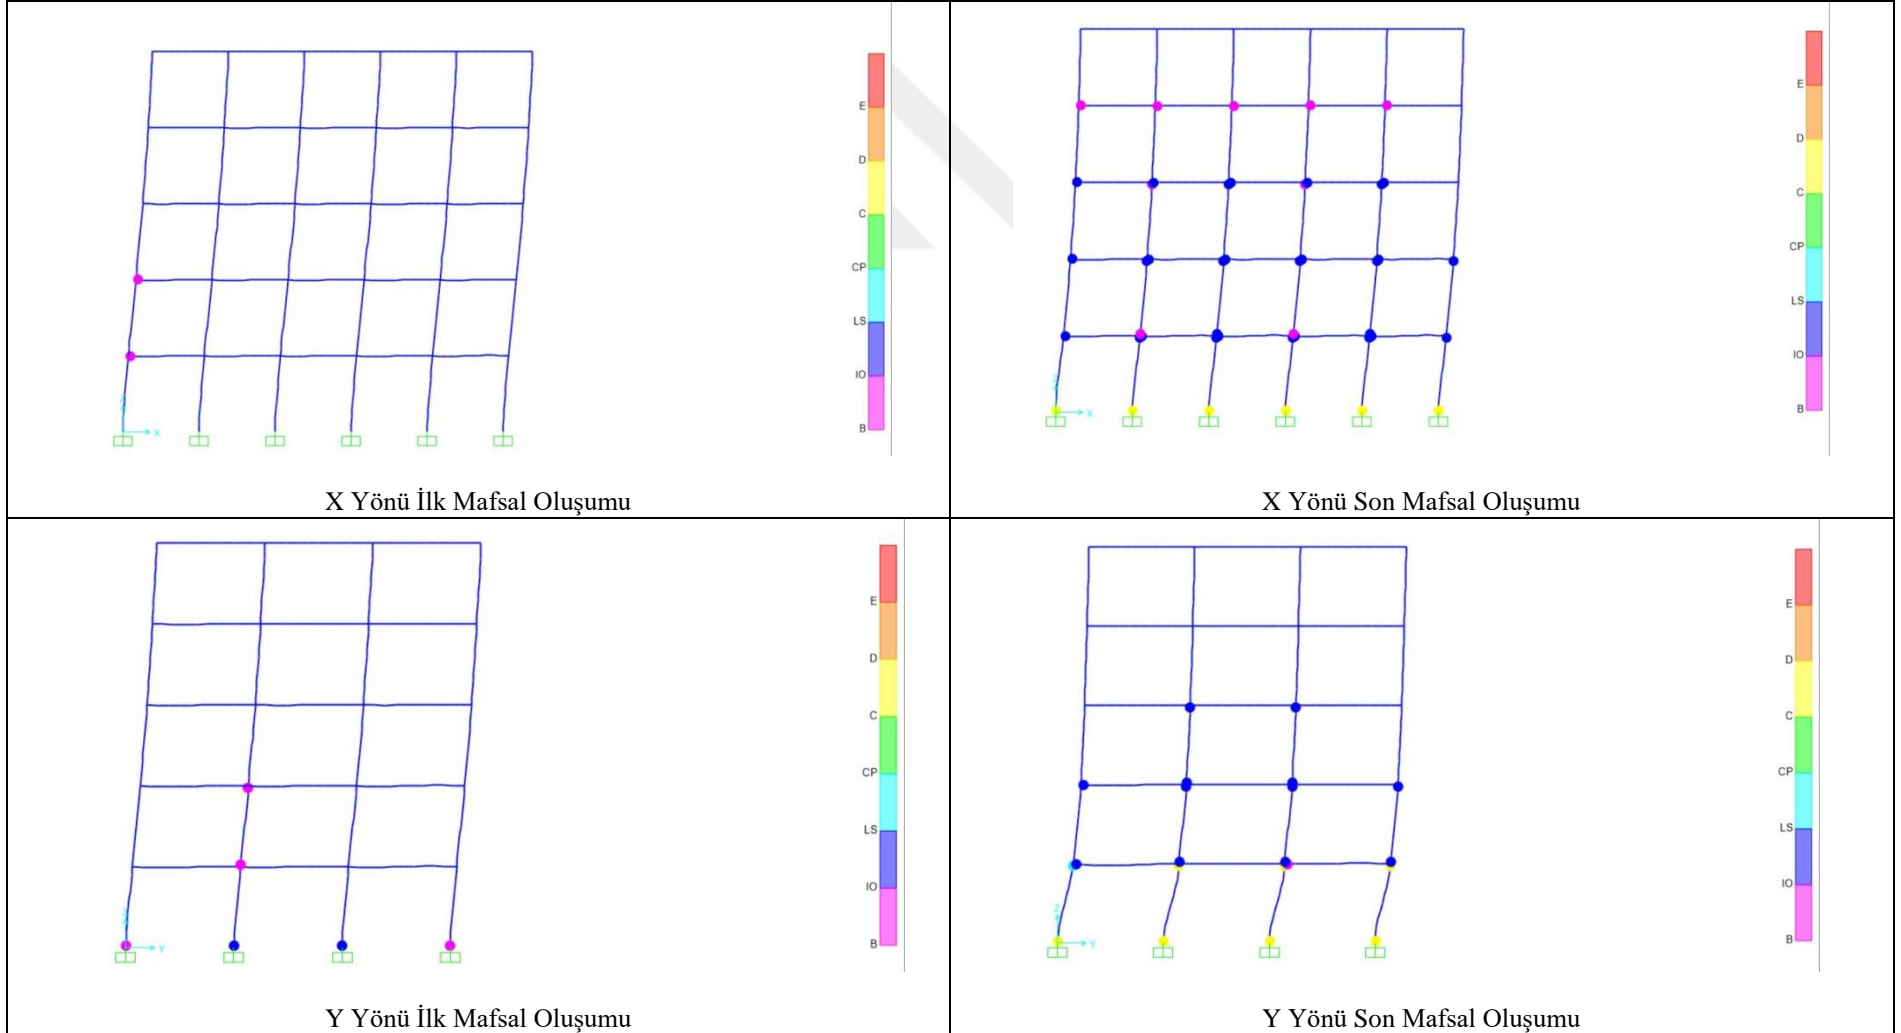 E
D
C
CP
LS
IO
B
Z
X
X Yönü İlk Mafsal Oluşumu
E
D
C
CP
LS
IO
B
Z
X
X Yönü Son Mafsal Oluşumu
E
D
C
CP
LS
IO
B
Z
Y
Y Yönü İlk Mafsal Oluşumu
E
D
C
CP
LS
IO
B
Z
Y
Y Yönü Son Mafsal Oluşumu